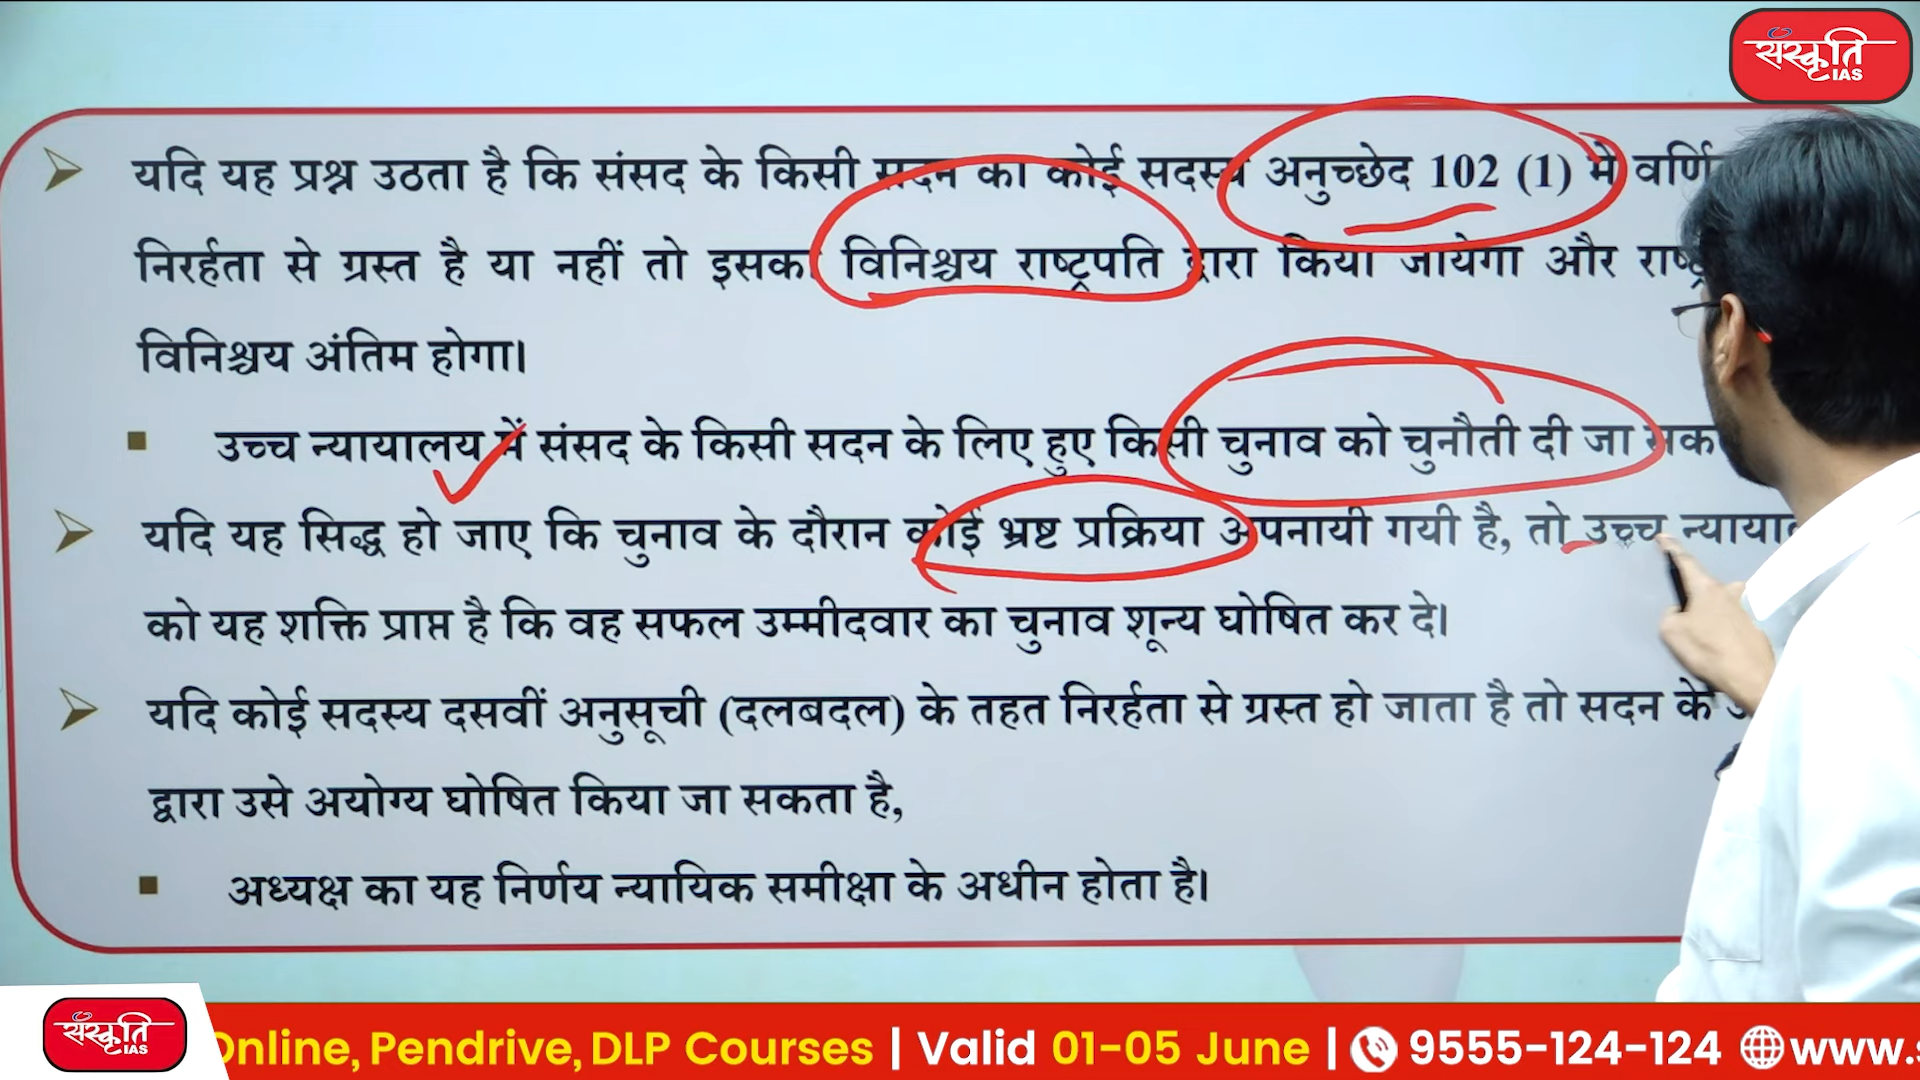 संस्कृति
IAS
यदि यह प्रश्न उठता है कि संसद के किसी सदन का कोई सदस्य अनुच्छेद 102 (1) में
निरर्हता से ग्रस्त है या नहीं तो इसका विनिश्चय राष्ट्रपति द्वारा किया जायेगा और
विनिश्चय अंतिम होगा।
उच्च न्यायालय में संसद के किसी सदन के लिए हुए किसी चुनाव को चुनौती दी जा
यदि यह सिद्ध हो जाए कि चुनाव के दौरान कोई भ्रष्ट प्रक्रिया अपनायी गयी है, तो उच्च
को यह शक्ति प्राप्त है कि वह सफल उम्मीदवार का चुनाव शून्य घोषित कर दे।
यदि कोई सदस्य दसवीं अनुसूची (दलबदल) के तहत निरर्हता से ग्रस्त हो जाता है तो सदन के
द्वारा उसे अयोग्य घोषित किया जा सकता है,
अध्यक्ष का यह निर्णय न्यायिक समीक्षा के अधीन होता है।
संस्कृति
IAS
Online, Pendrive, DLP Courses | Valid 01-05 June | 9555-124-124 www.